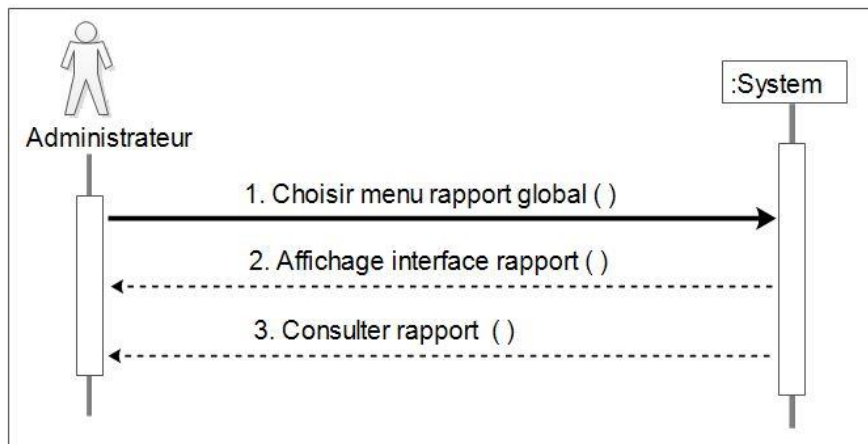 :System
Administrateur
1. Choisir menu rapport global ( )
2. Affichage interface rapport ( )
3. Consulter rapport ( )